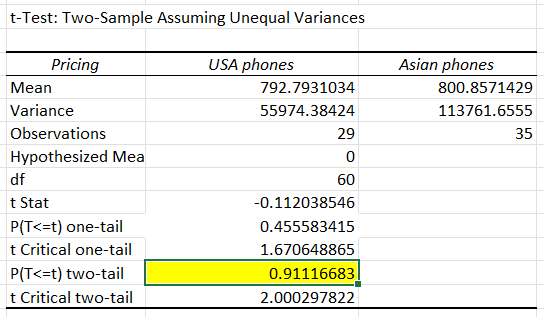 t-Test: Two-Sample Assuming Unequal Variances
Pricing USA phones Asian phones
Mean 792.7931034 800.8571429
Variance 55974.38424 113761.6555
Observations 29 35
Hypothesized Mea 0
df 60
t Stat -0.112038546
P(T<=t) one-tail 0.455583415
t Critical one-tail 1.670648865
P(T<=t) two-tail 0.91116683
t Critical two-tail 2.000297822